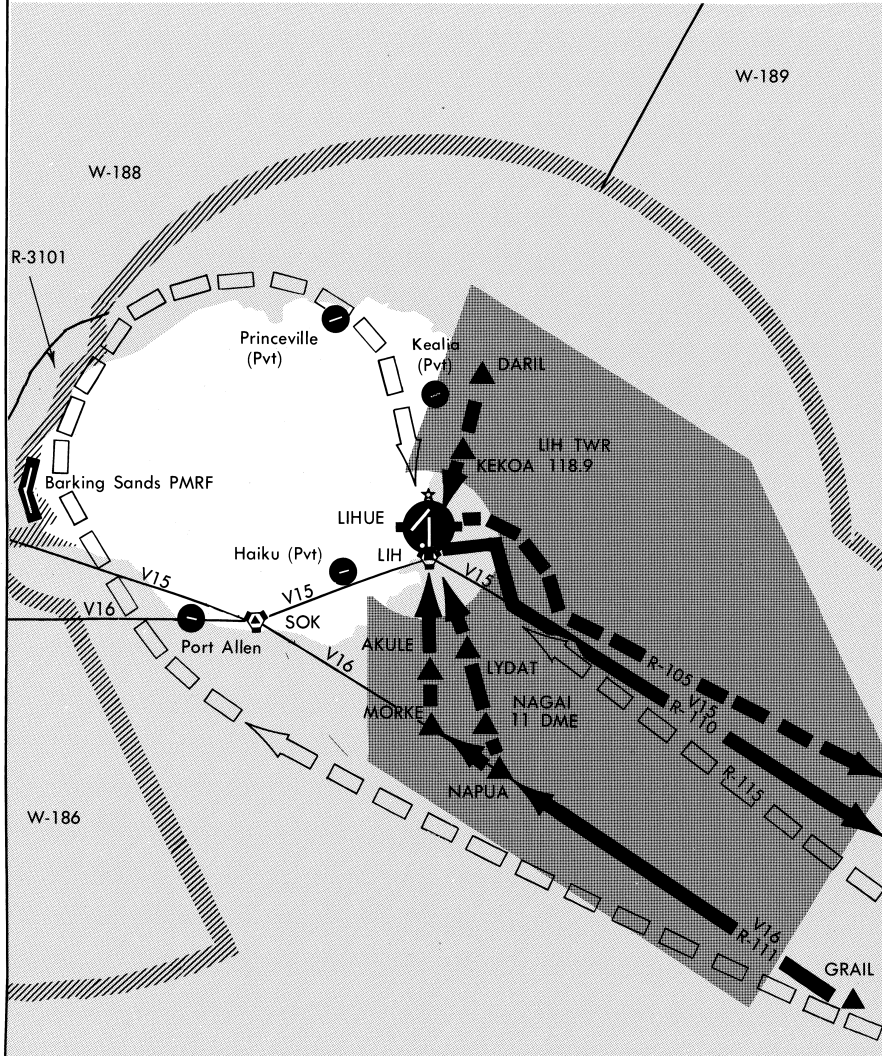 W-189
W-188
R-3101
Princeville
(Pvt)
Kealia
(Pvt)
DARIL
LIH TWR
KEKOA 118.9
Barking Sands PMRF
LIHUE
Haiku (Pvt)
LIH
V15
V15
V15
V16
SOK
Port Allen
V16
AKULE
LYDAT
R-105
V15
R-110
MORKE
NAGAI
11 DME
R-115
NAPUA
W-186
V16
R-111
GRAIL